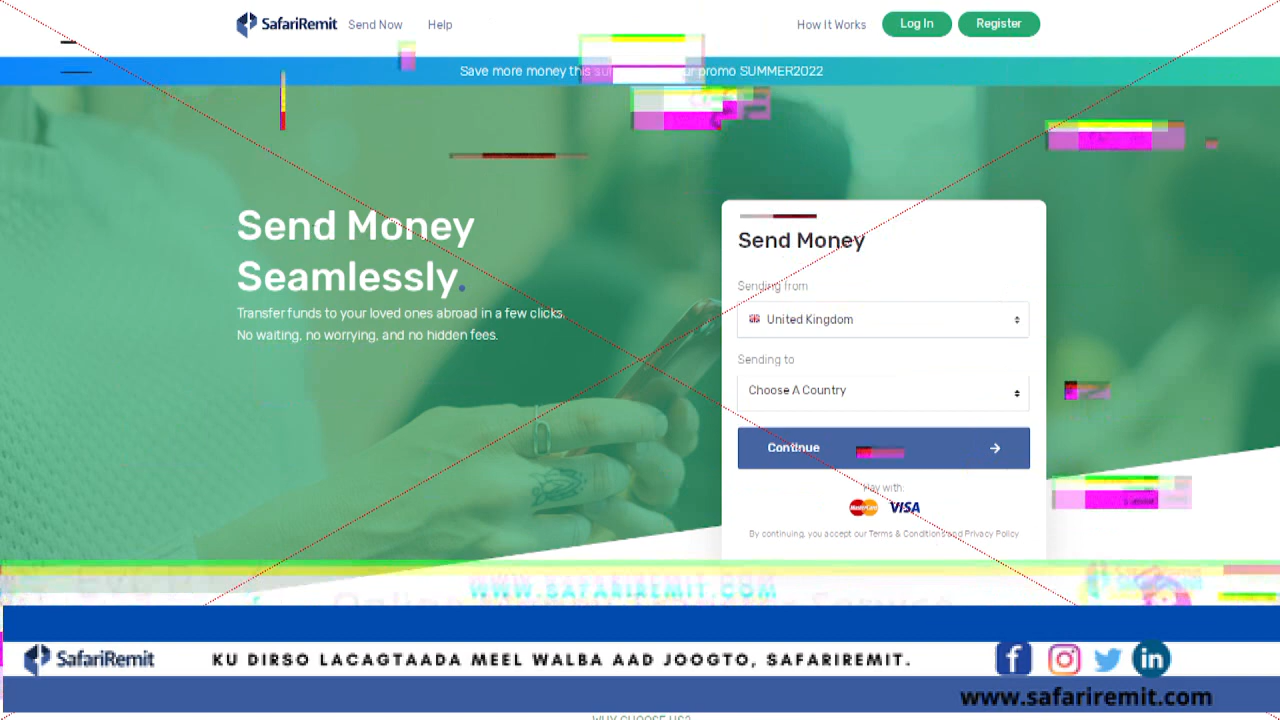 SafariRemit Send Now Help How It Works Log In Register
Save more money this promo SUMMER2022
Send Money
Seamlessly.
Transfer funds to your loved ones abroad in a few clicks.
No waiting, no worrying, and no hidden fees.
Send Money
Sending from
United Kingdom
Sending to
Choose A Country
Continue
Pay with:
MasterCard VISA
By continuing, you accept our Terms & Conditions and Privacy Policy
WWW.SAFARIREMIT.COM
SafariRemit KU DIRSO LACAGTAADA MEEL WALBA AAD JOOGTO, SAFARIREMIT.
www.safariremit.com
WHY CHOOSE US?